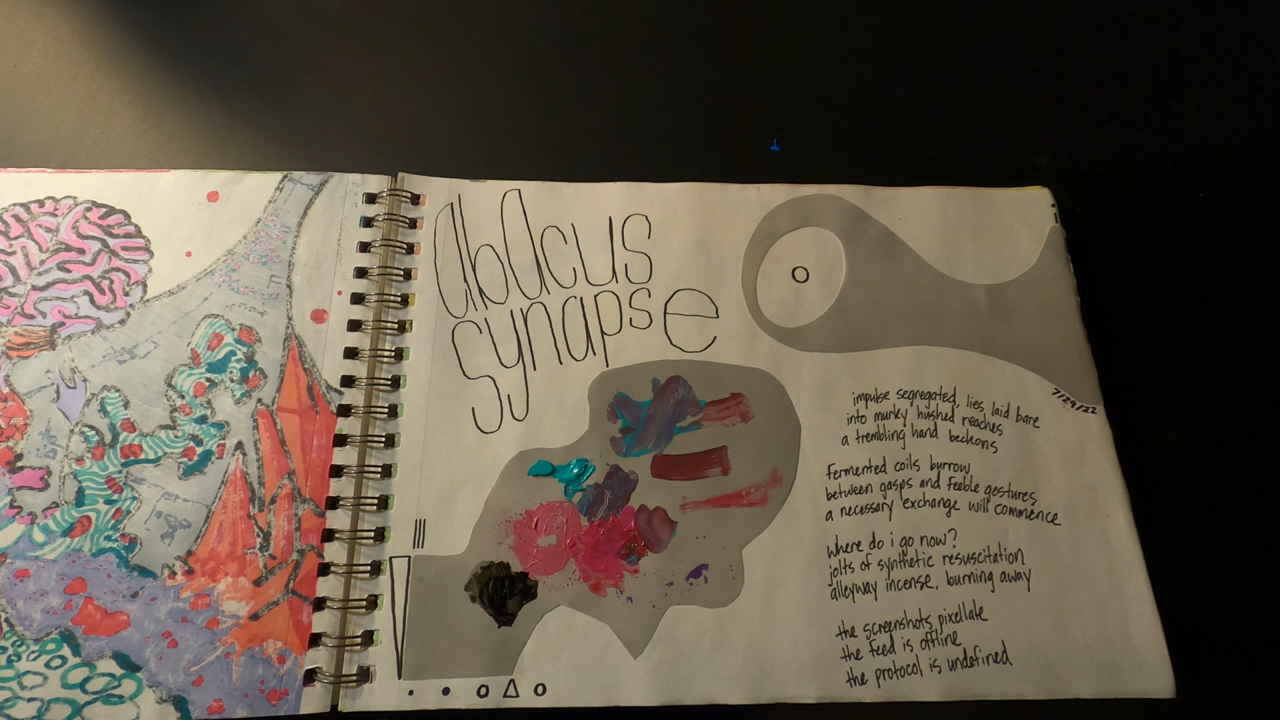 abacus
synapse
7/29/22
impulse segregated, lies laid bare
into murky hushed reaches
a trembling hand beckons
Fermented coils burrow
between gasps and feeble gestures
a necessary exchange will commence
where do i go now?
jolts of synthetic resuscitation
alleyway incense, burning away
the screenshots pixellate
the feed is offline
the protocol is undefined